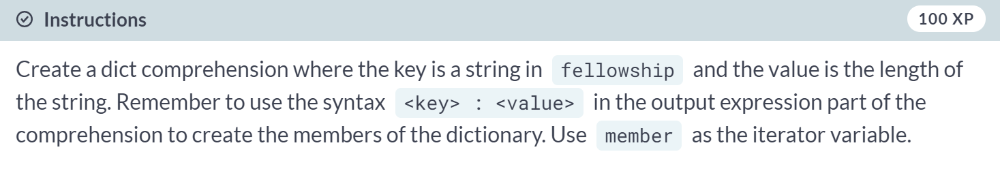 Instructions
100 XP
Create a dict comprehension where the key is a string in fellowship and the value is the length of
the string. Remember to use the syntax <key> : <value> in the output expression part of the
comprehension to create the members of the dictionary. Use member as the iterator variable.